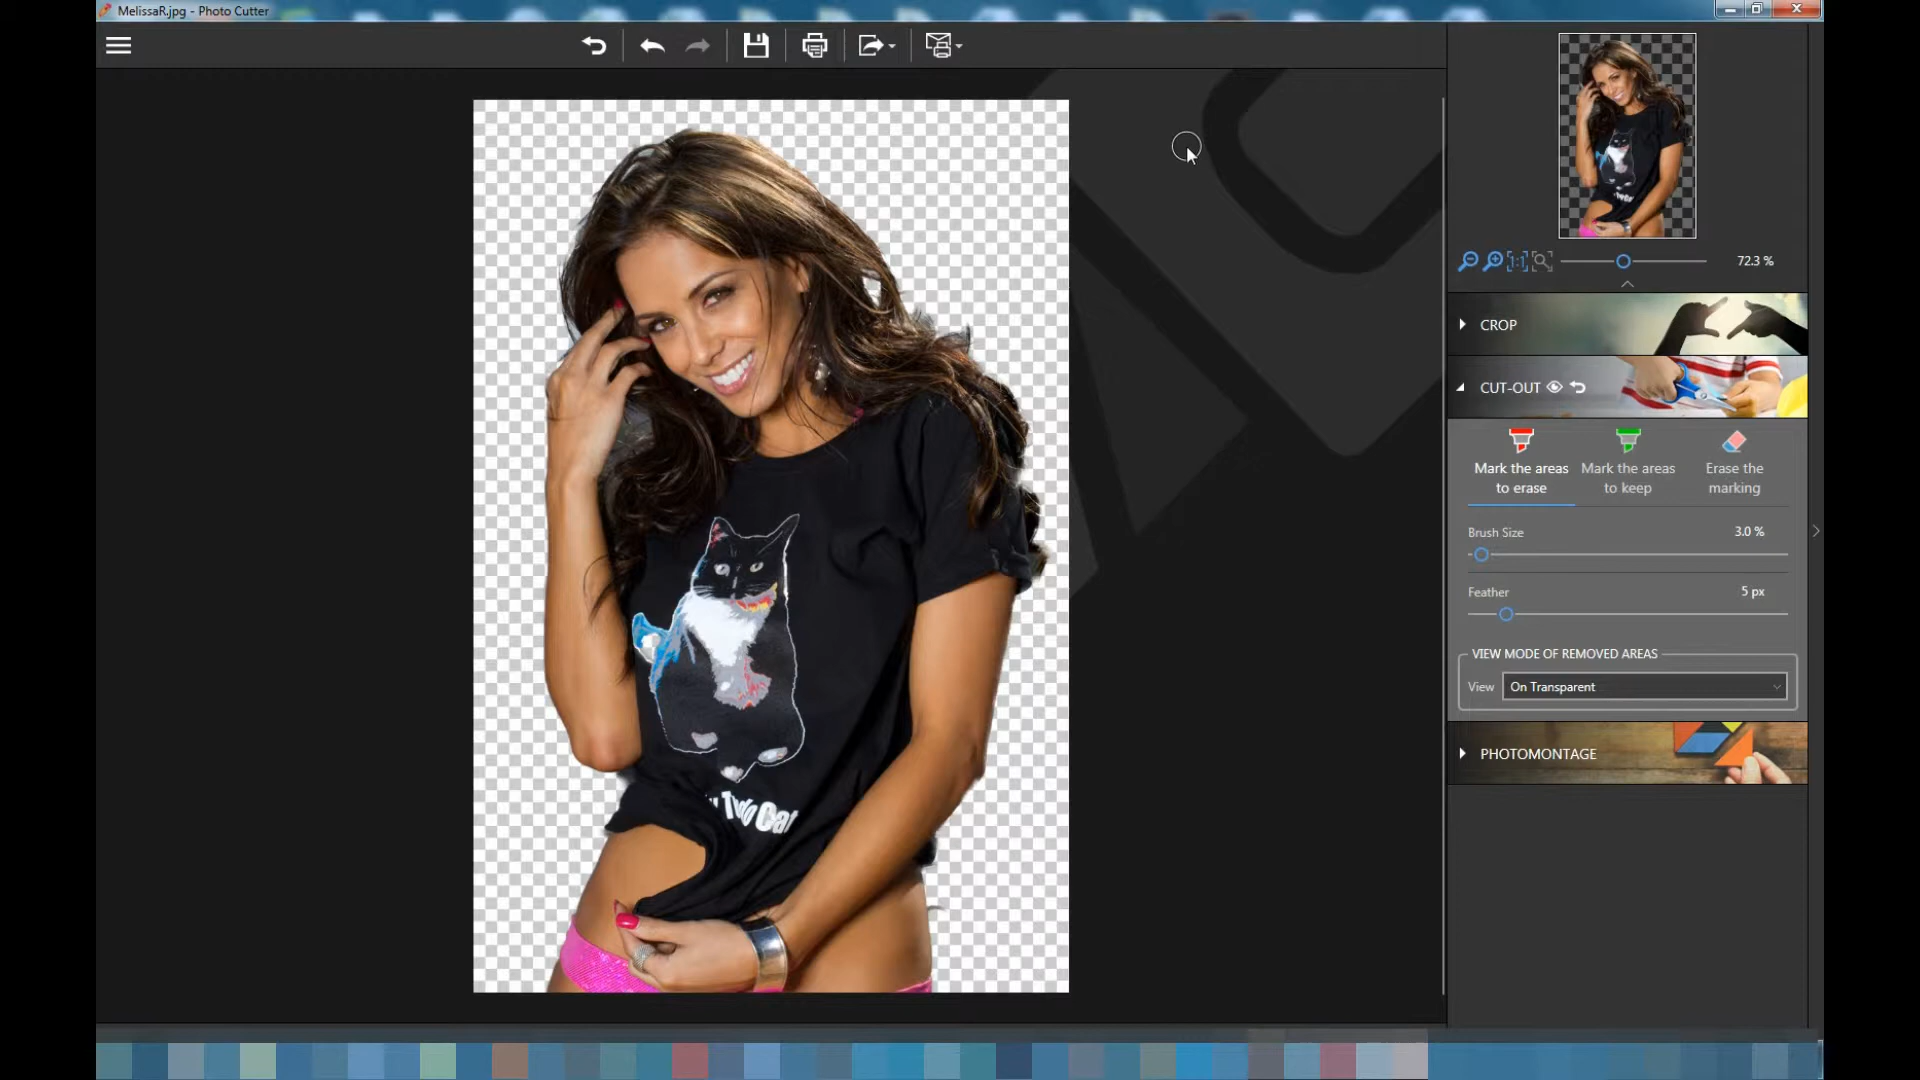 MelissaR.jpg - Photo Cutter
72.3 %
CROP
CUT-OUT
Mark the areas to erase
Mark the areas to keep
Erase the marking
Brush Size 3.0 %
Feather 5 px
VIEW MODE OF REMOVED AREAS
View On Transparent
PHOTOMONTAGE
Cat